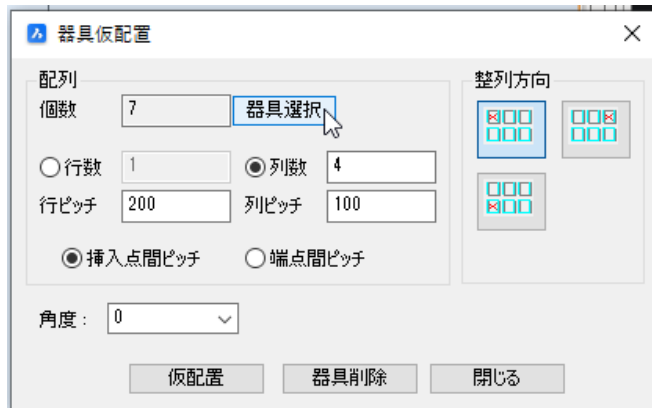 器具仮配置
配列
個数 7 器具選択
行数 1 列数 4
行ピッチ 200 列ピッチ 100
挿入点間ピッチ 端点間ピッチ
整列方向
角度： 0
仮配置 器具削除 閉じる